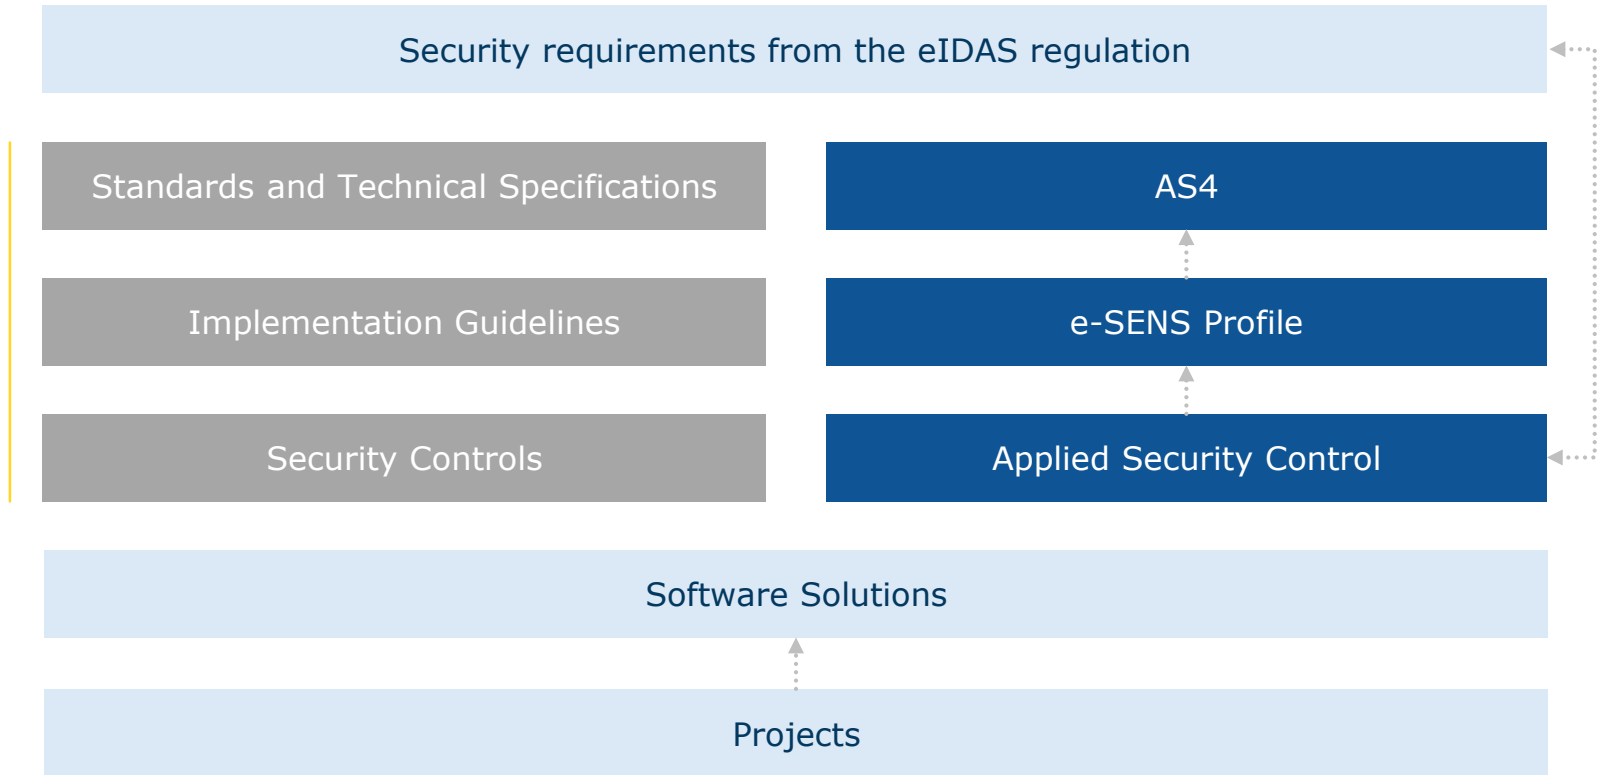 Security requirements from the eIDAS regulation
Standards and Technical Specifications
AS4
Implementation Guidelines
e-SENS Profile
Security Controls
Applied Security Control
Software Solutions
Projects